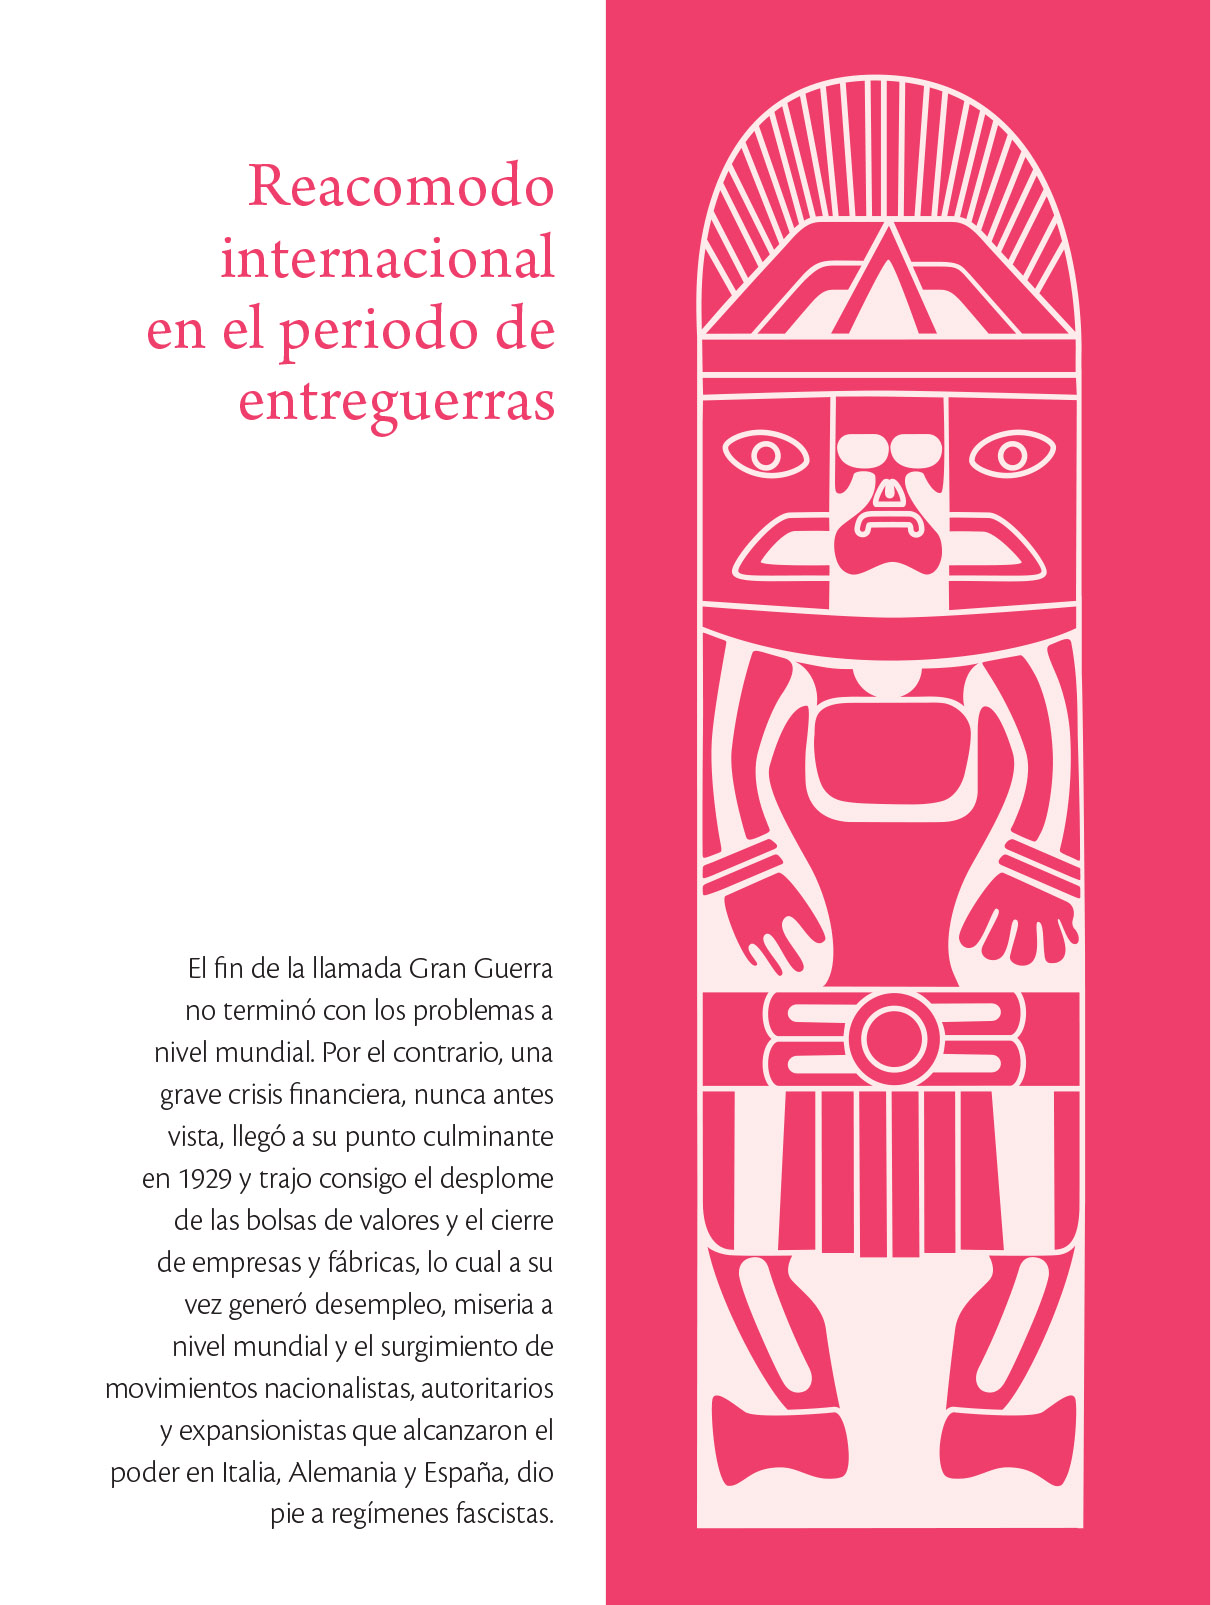 Reacomodo
internacional
en el periodo de
entreguerras
El fin de la llamada Gran Guerra
no terminó con los problemas a
nivel mundial. Por el contrario, una
grave crisis financiera, nunca antes
vista, llegó a su punto culminante
en 1929 y trajo consigo el desplome
de las bolsas de valores y el cierre
de empresas y fábricas, lo cual a su
vez generó desempleo, miseria a
nivel mundial y el surgimiento de
movimientos nacionalistas, autoritarios
y expansionistas que alcanzaron el
poder en Italia, Alemania y España, dio
pie a regímenes fascistas.